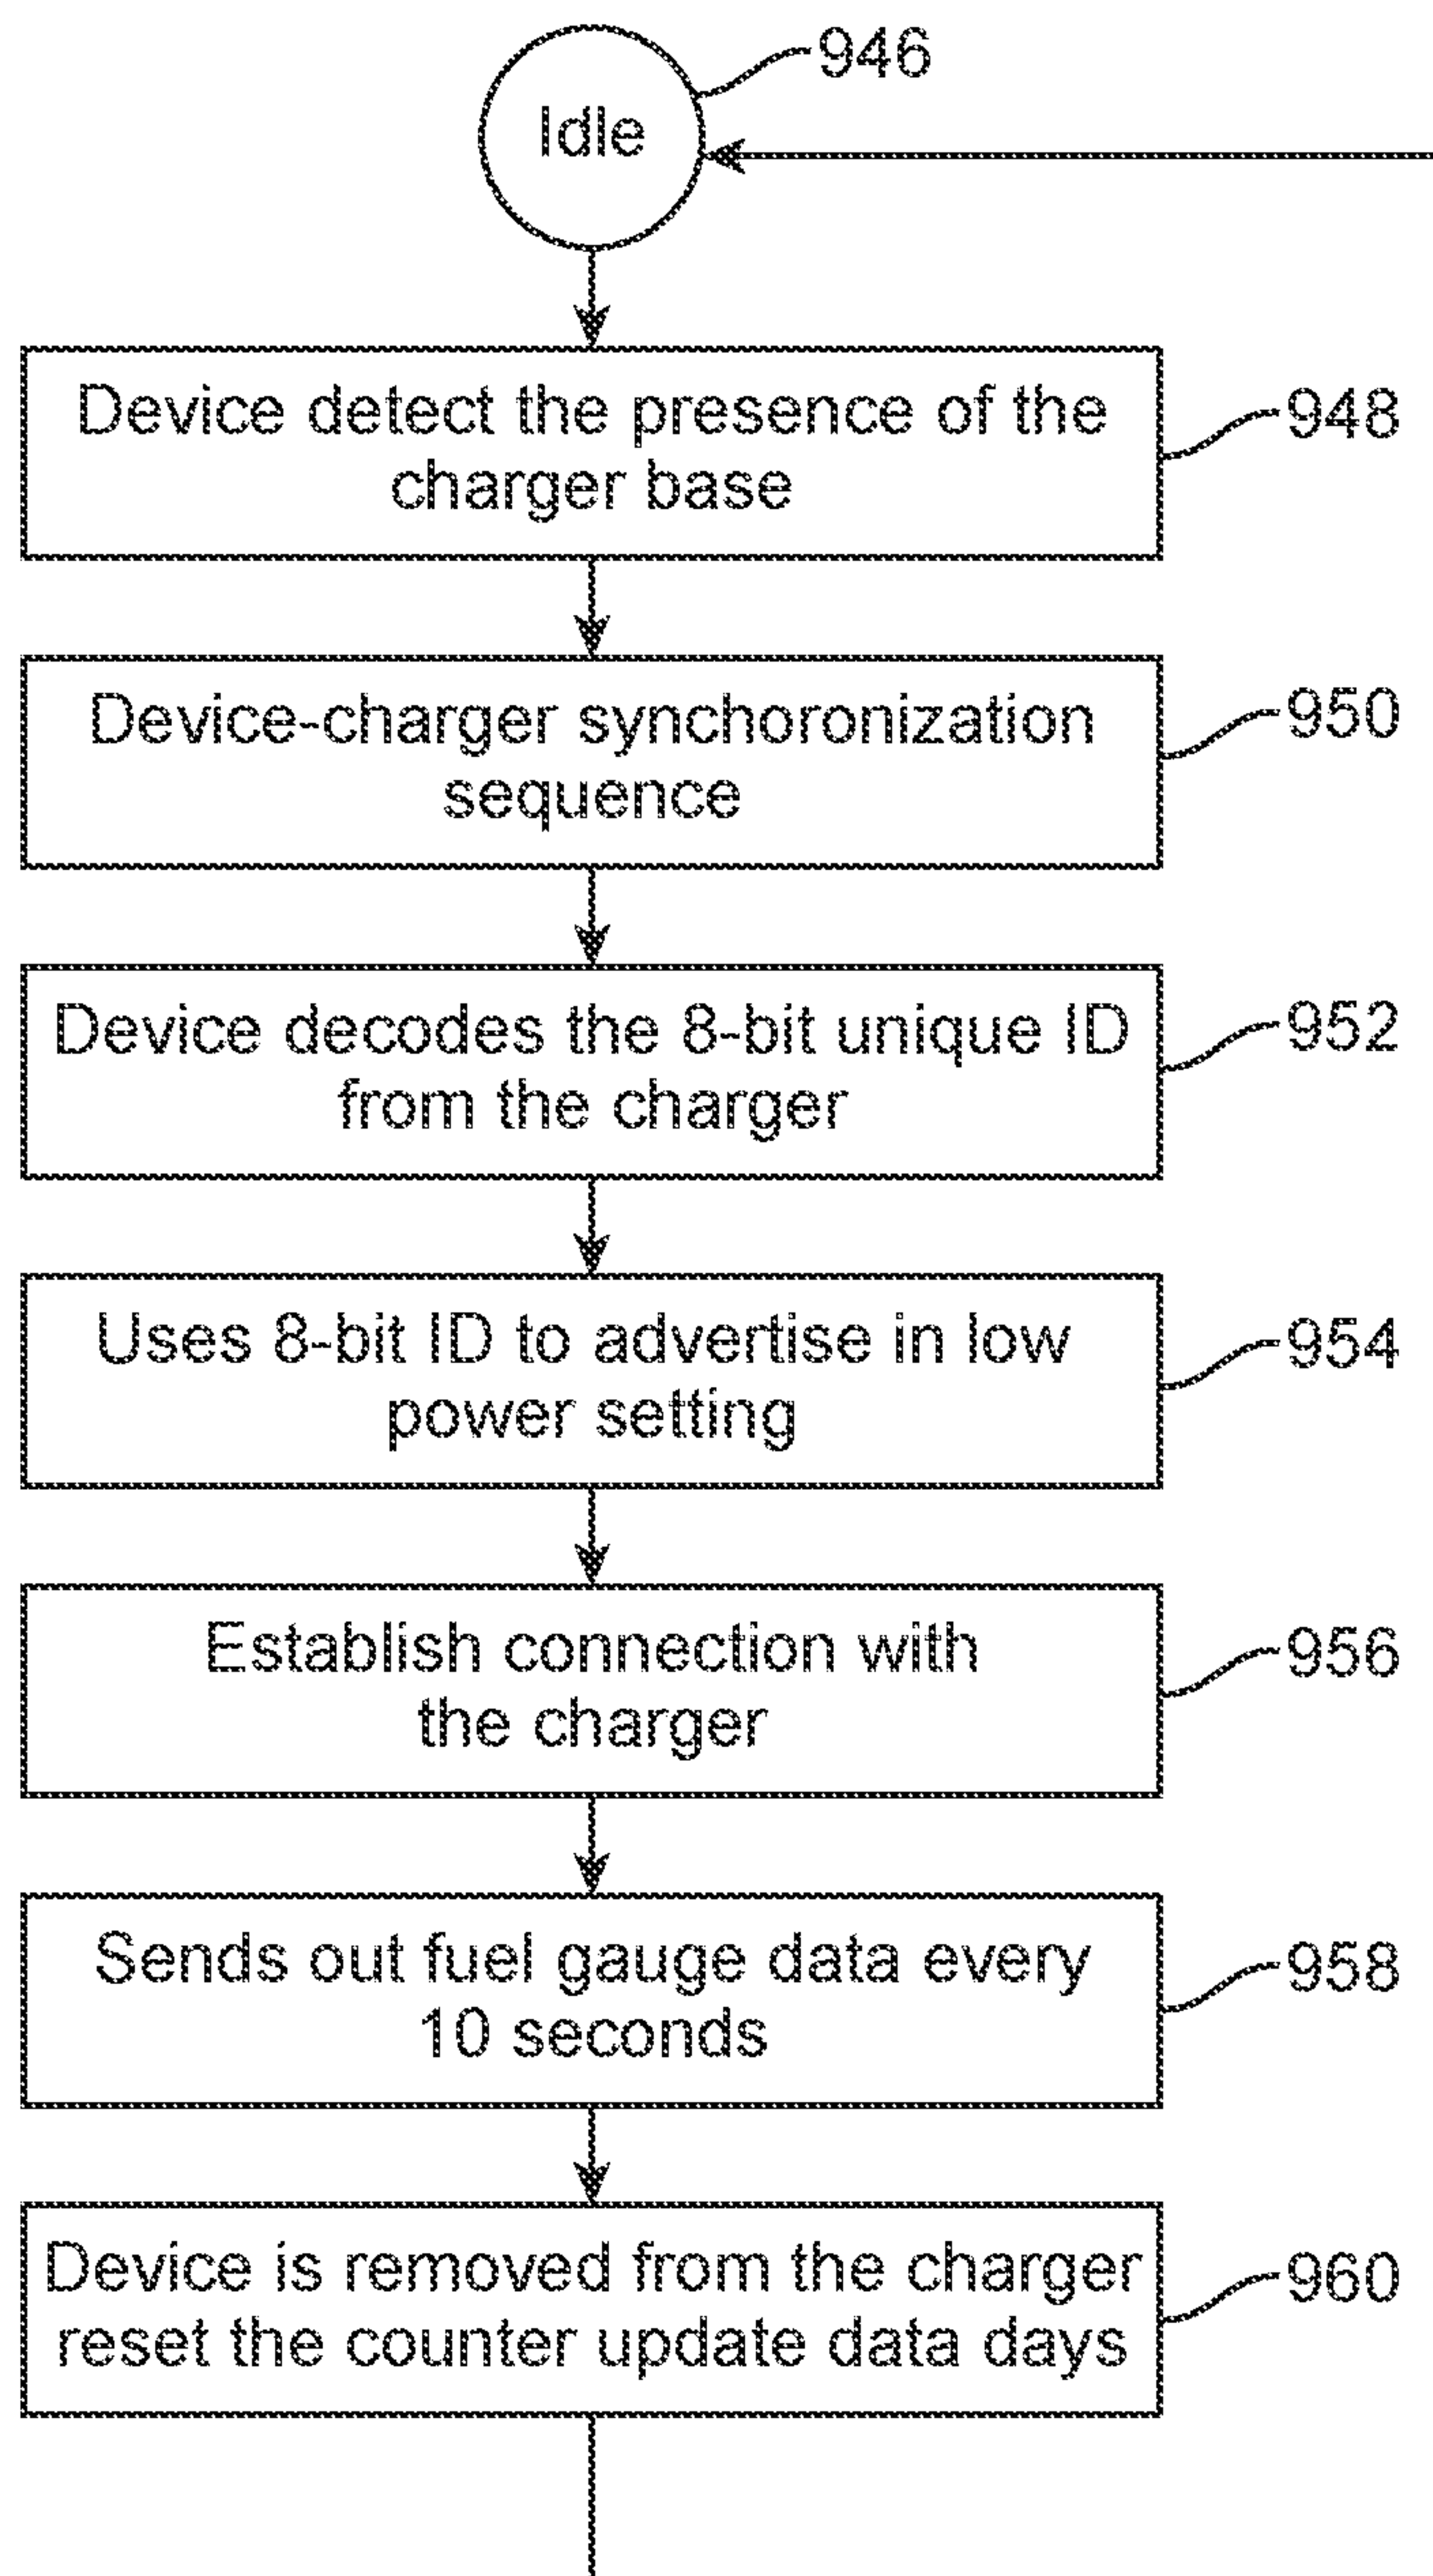 Idle
946
Device detect the presence of the
charger base
948
Device-charger synchoronization
sequence
950
Device decodes the 8-bit unique ID
from the charger
952
Uses 8-bit ID to advertise in low
power setting
954
Establish connection with
the charger
956
Sends out fuel gauge data every
10 seconds
958
Device is removed from the charger
reset the counter update data days
960